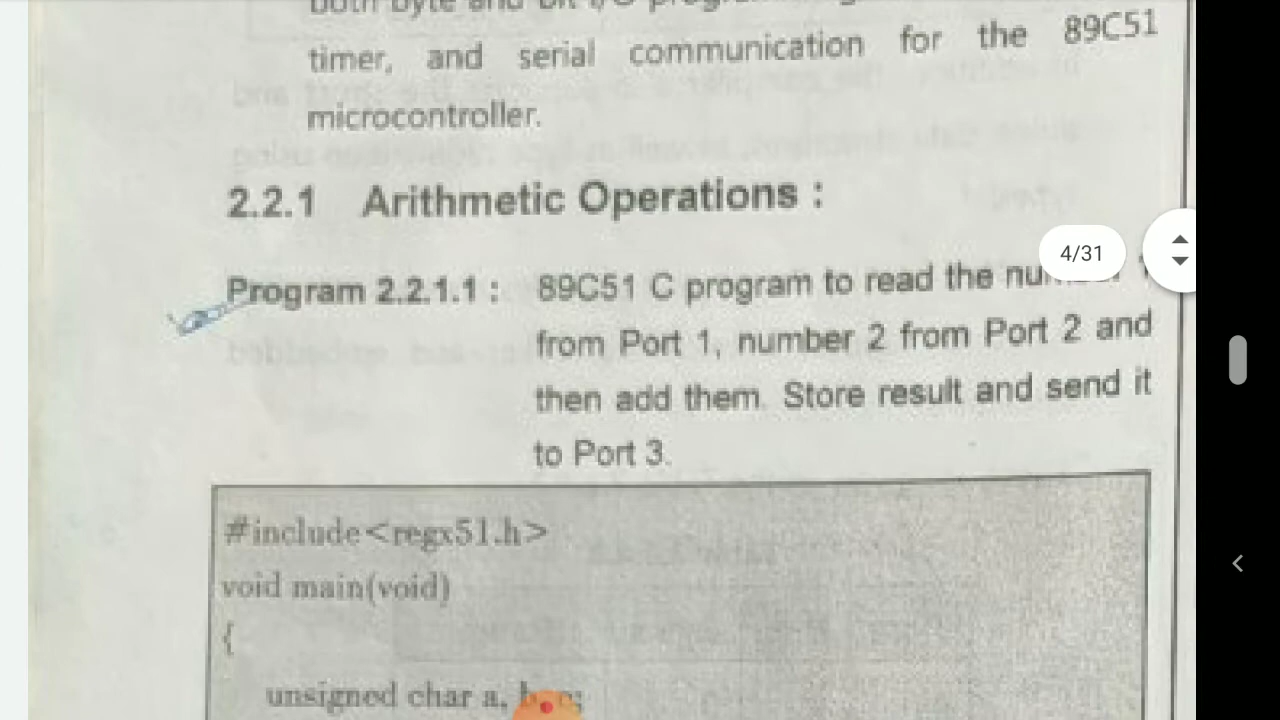 timer, and serial communication for the 89C51
microcontroller.
2.2.1 Arithmetic Operations :
4/31
Program 2.2.1.1 : 89C51 C program to read the
from Port 1, number 2 from Port 2 and
then add them. Store result and send it
to Port 3.
#include<regx51.h>
void main(void)
{
unsigned char a,